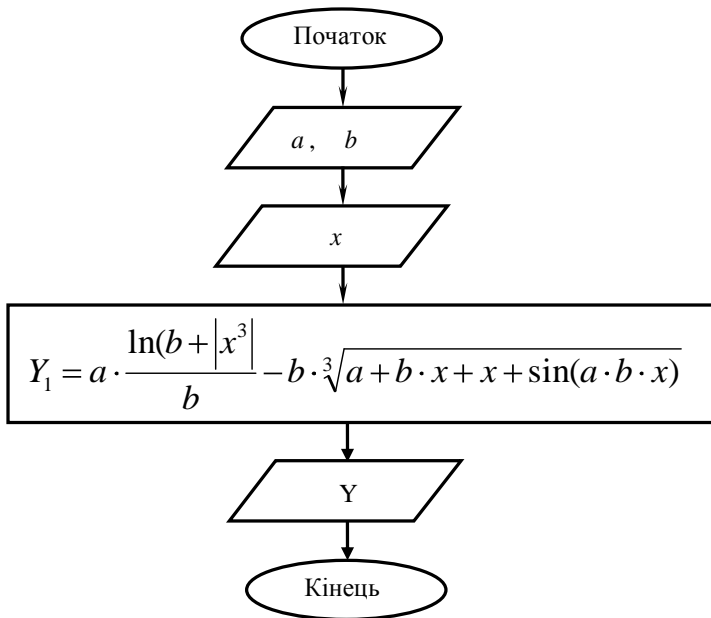 Початок
a, b
x
Y₁ = a · ln(b + |x³| / b − b · ∛(a + b · x + x + sin(a · b · x))
Y
Кінець